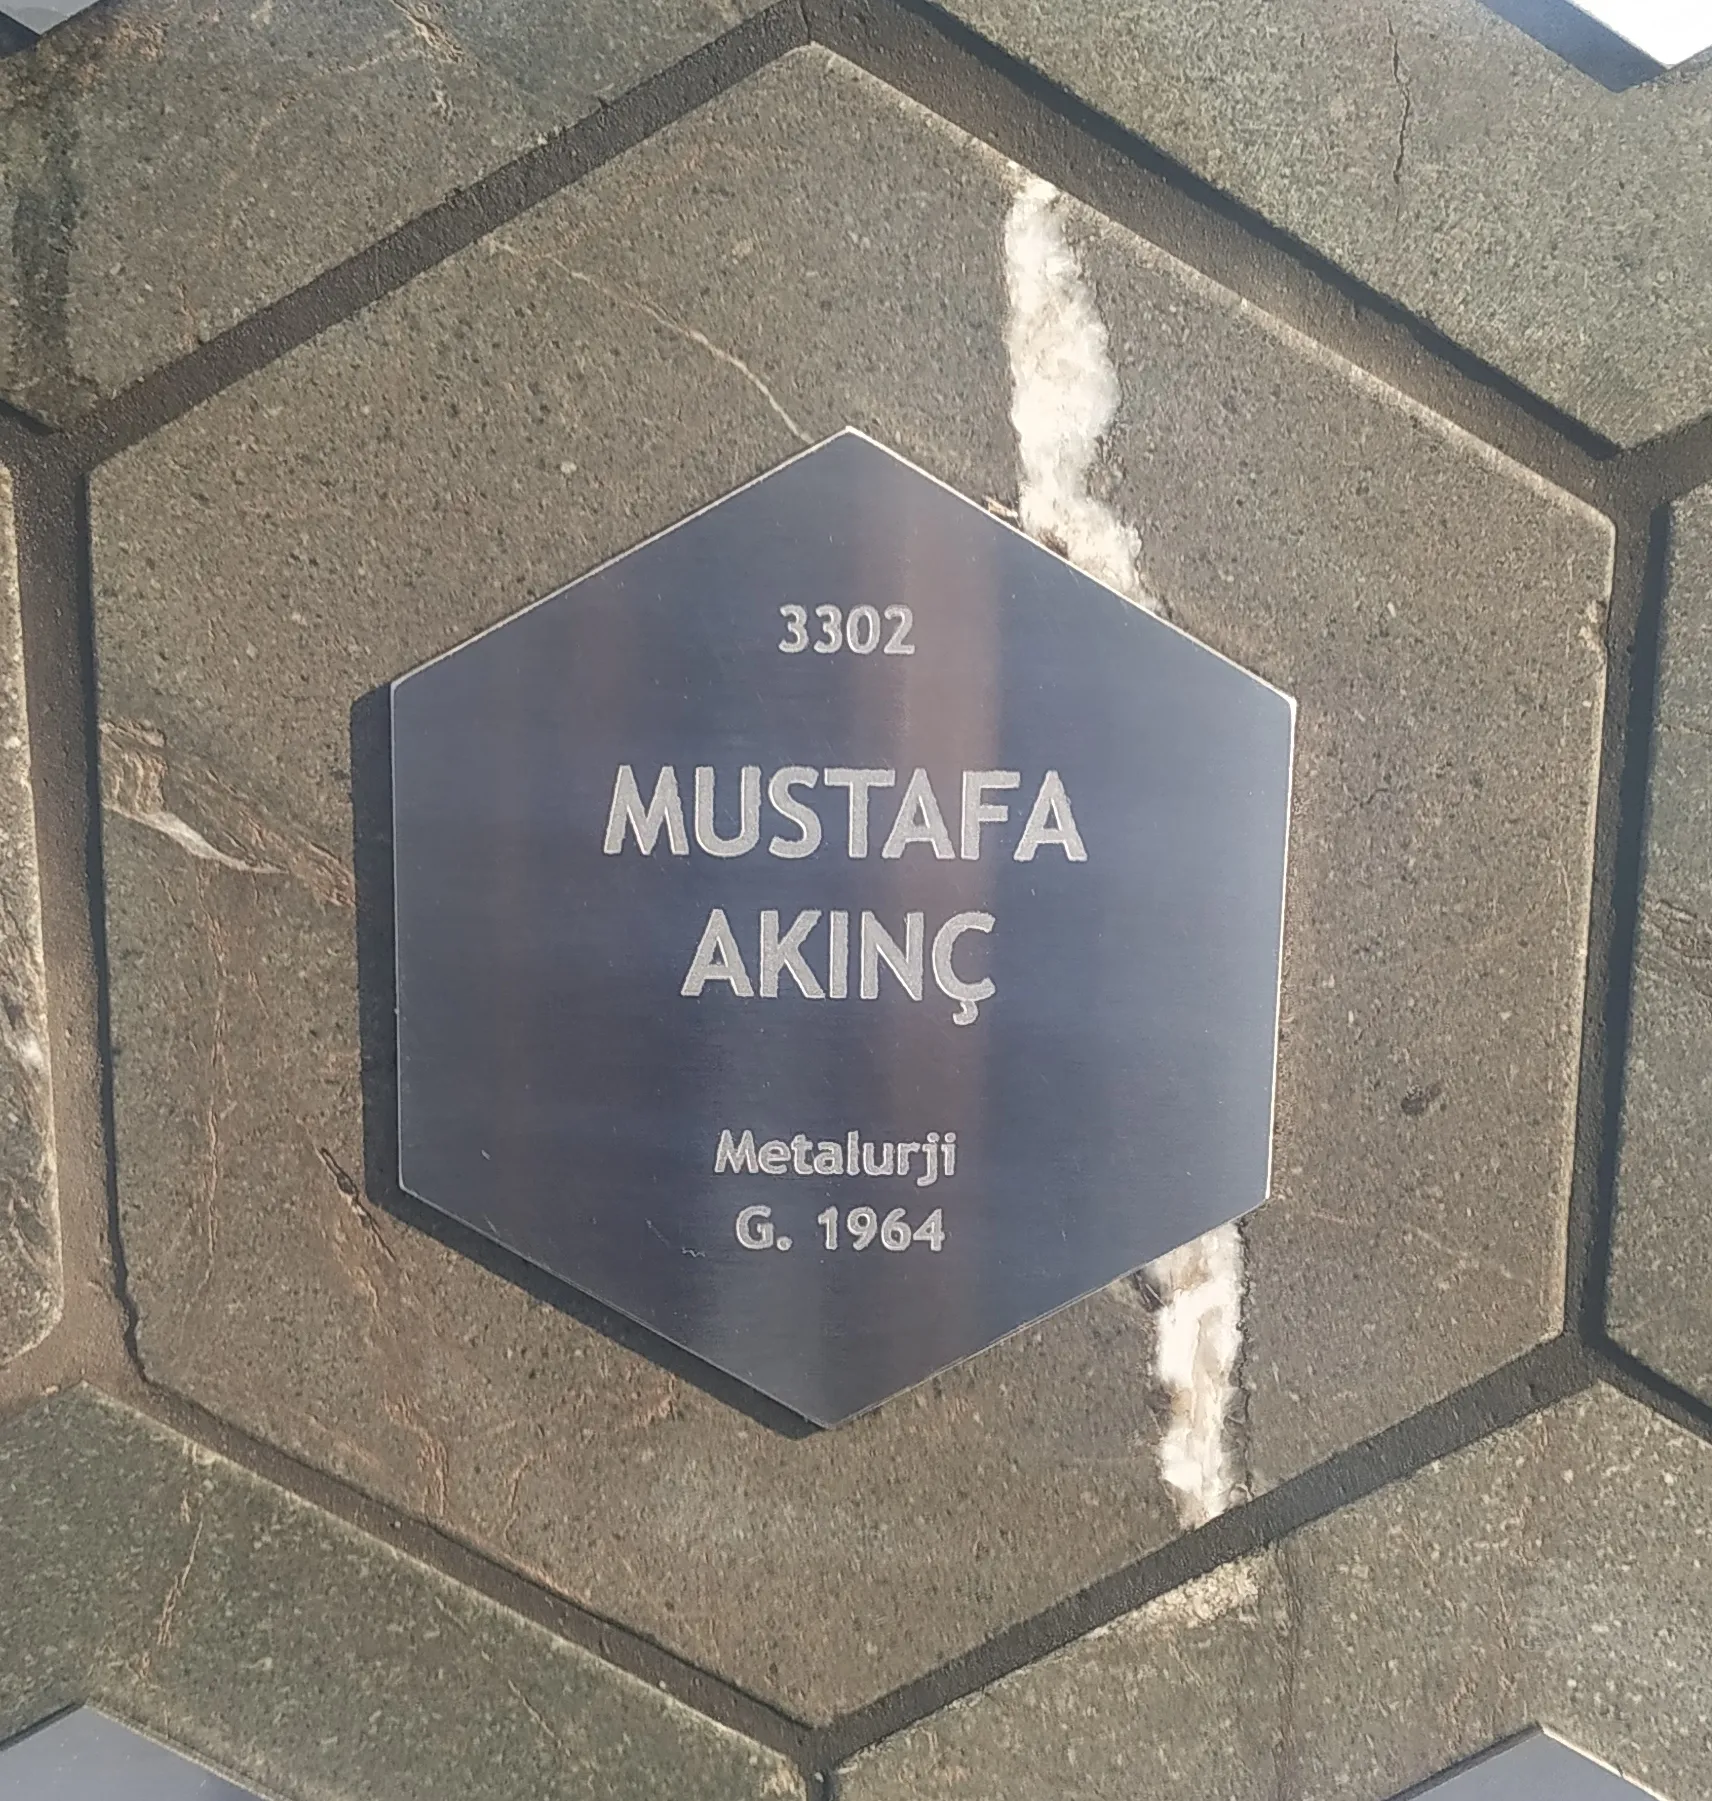 3302
MUSTAFA
AKINÇ
Metalurji
G. 1964